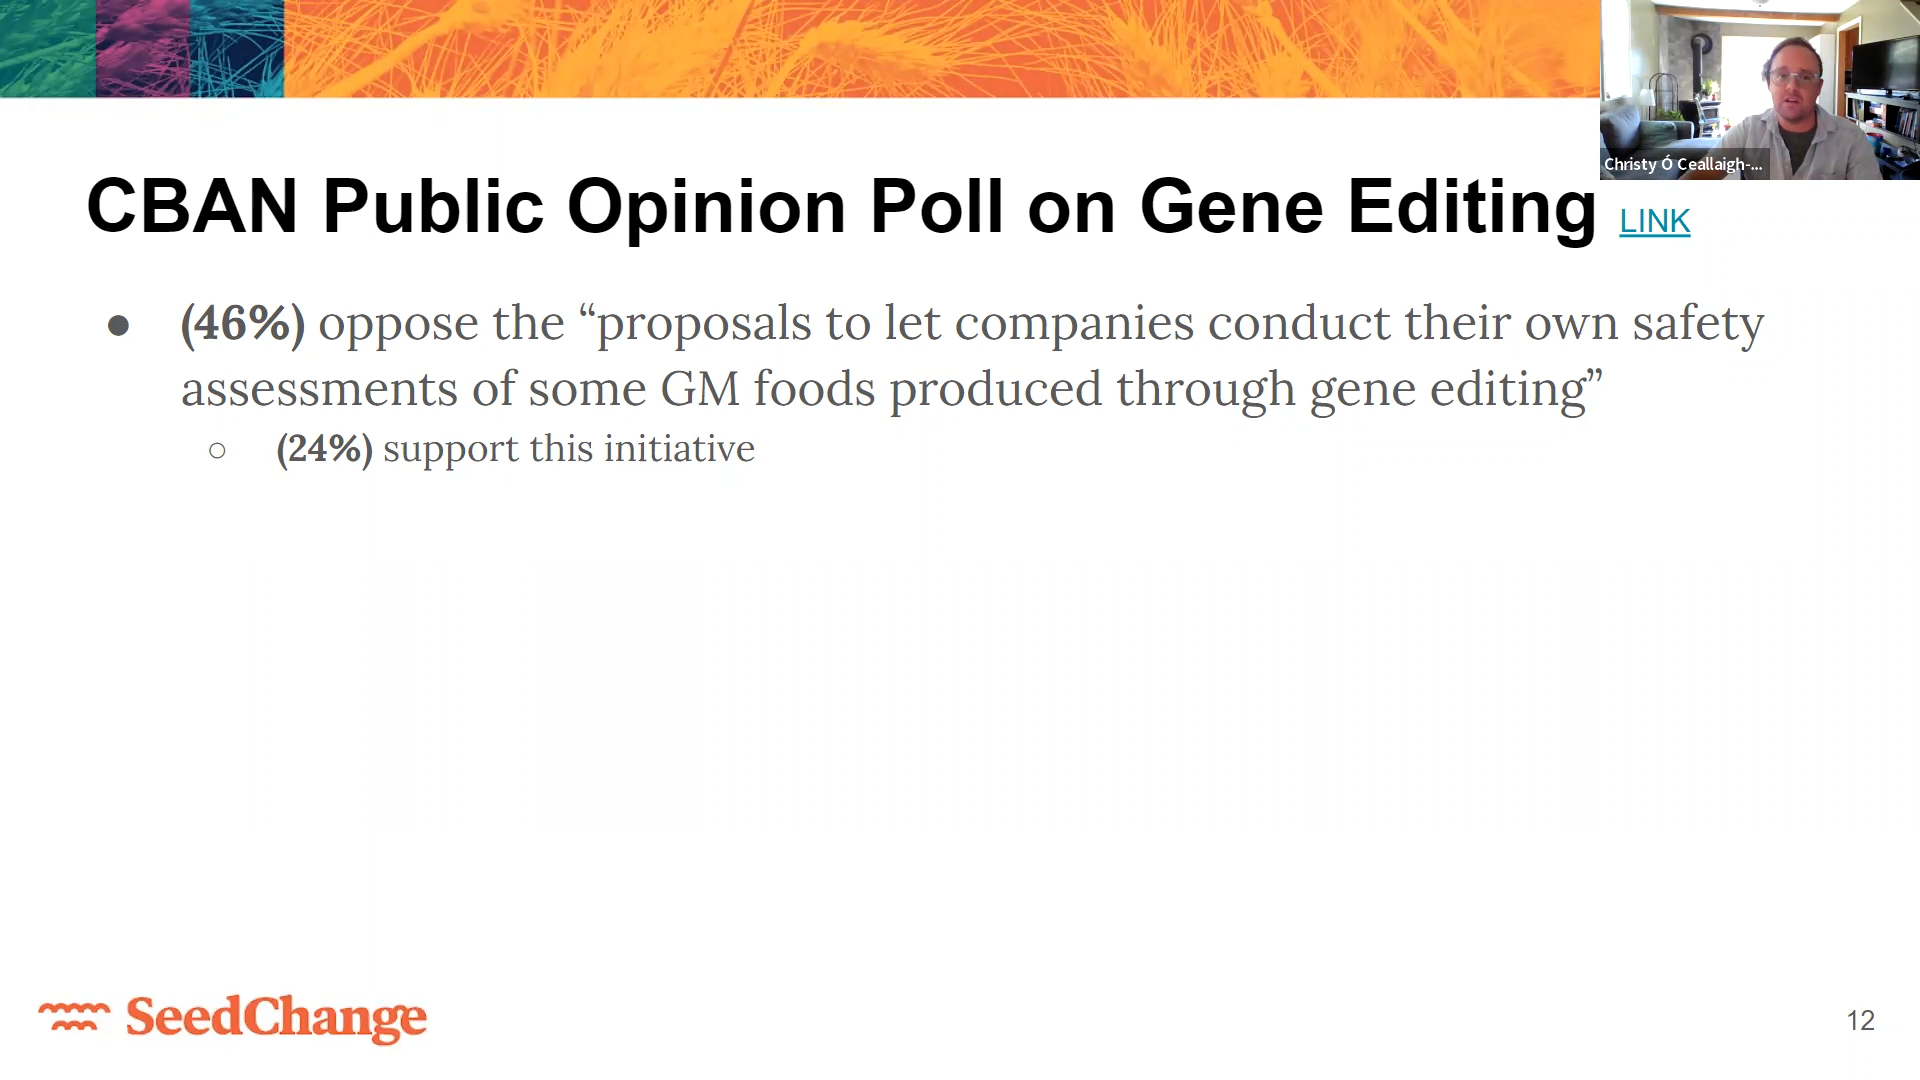 Christy Ó Ceallaigh-...
CBAN Public Opinion Poll on Gene Editing LINK
● (46%) oppose the “proposals to let companies conduct their own safety
assessments of some GM foods produced through gene editing”
○ (24%) support this initiative
SeedChange
12